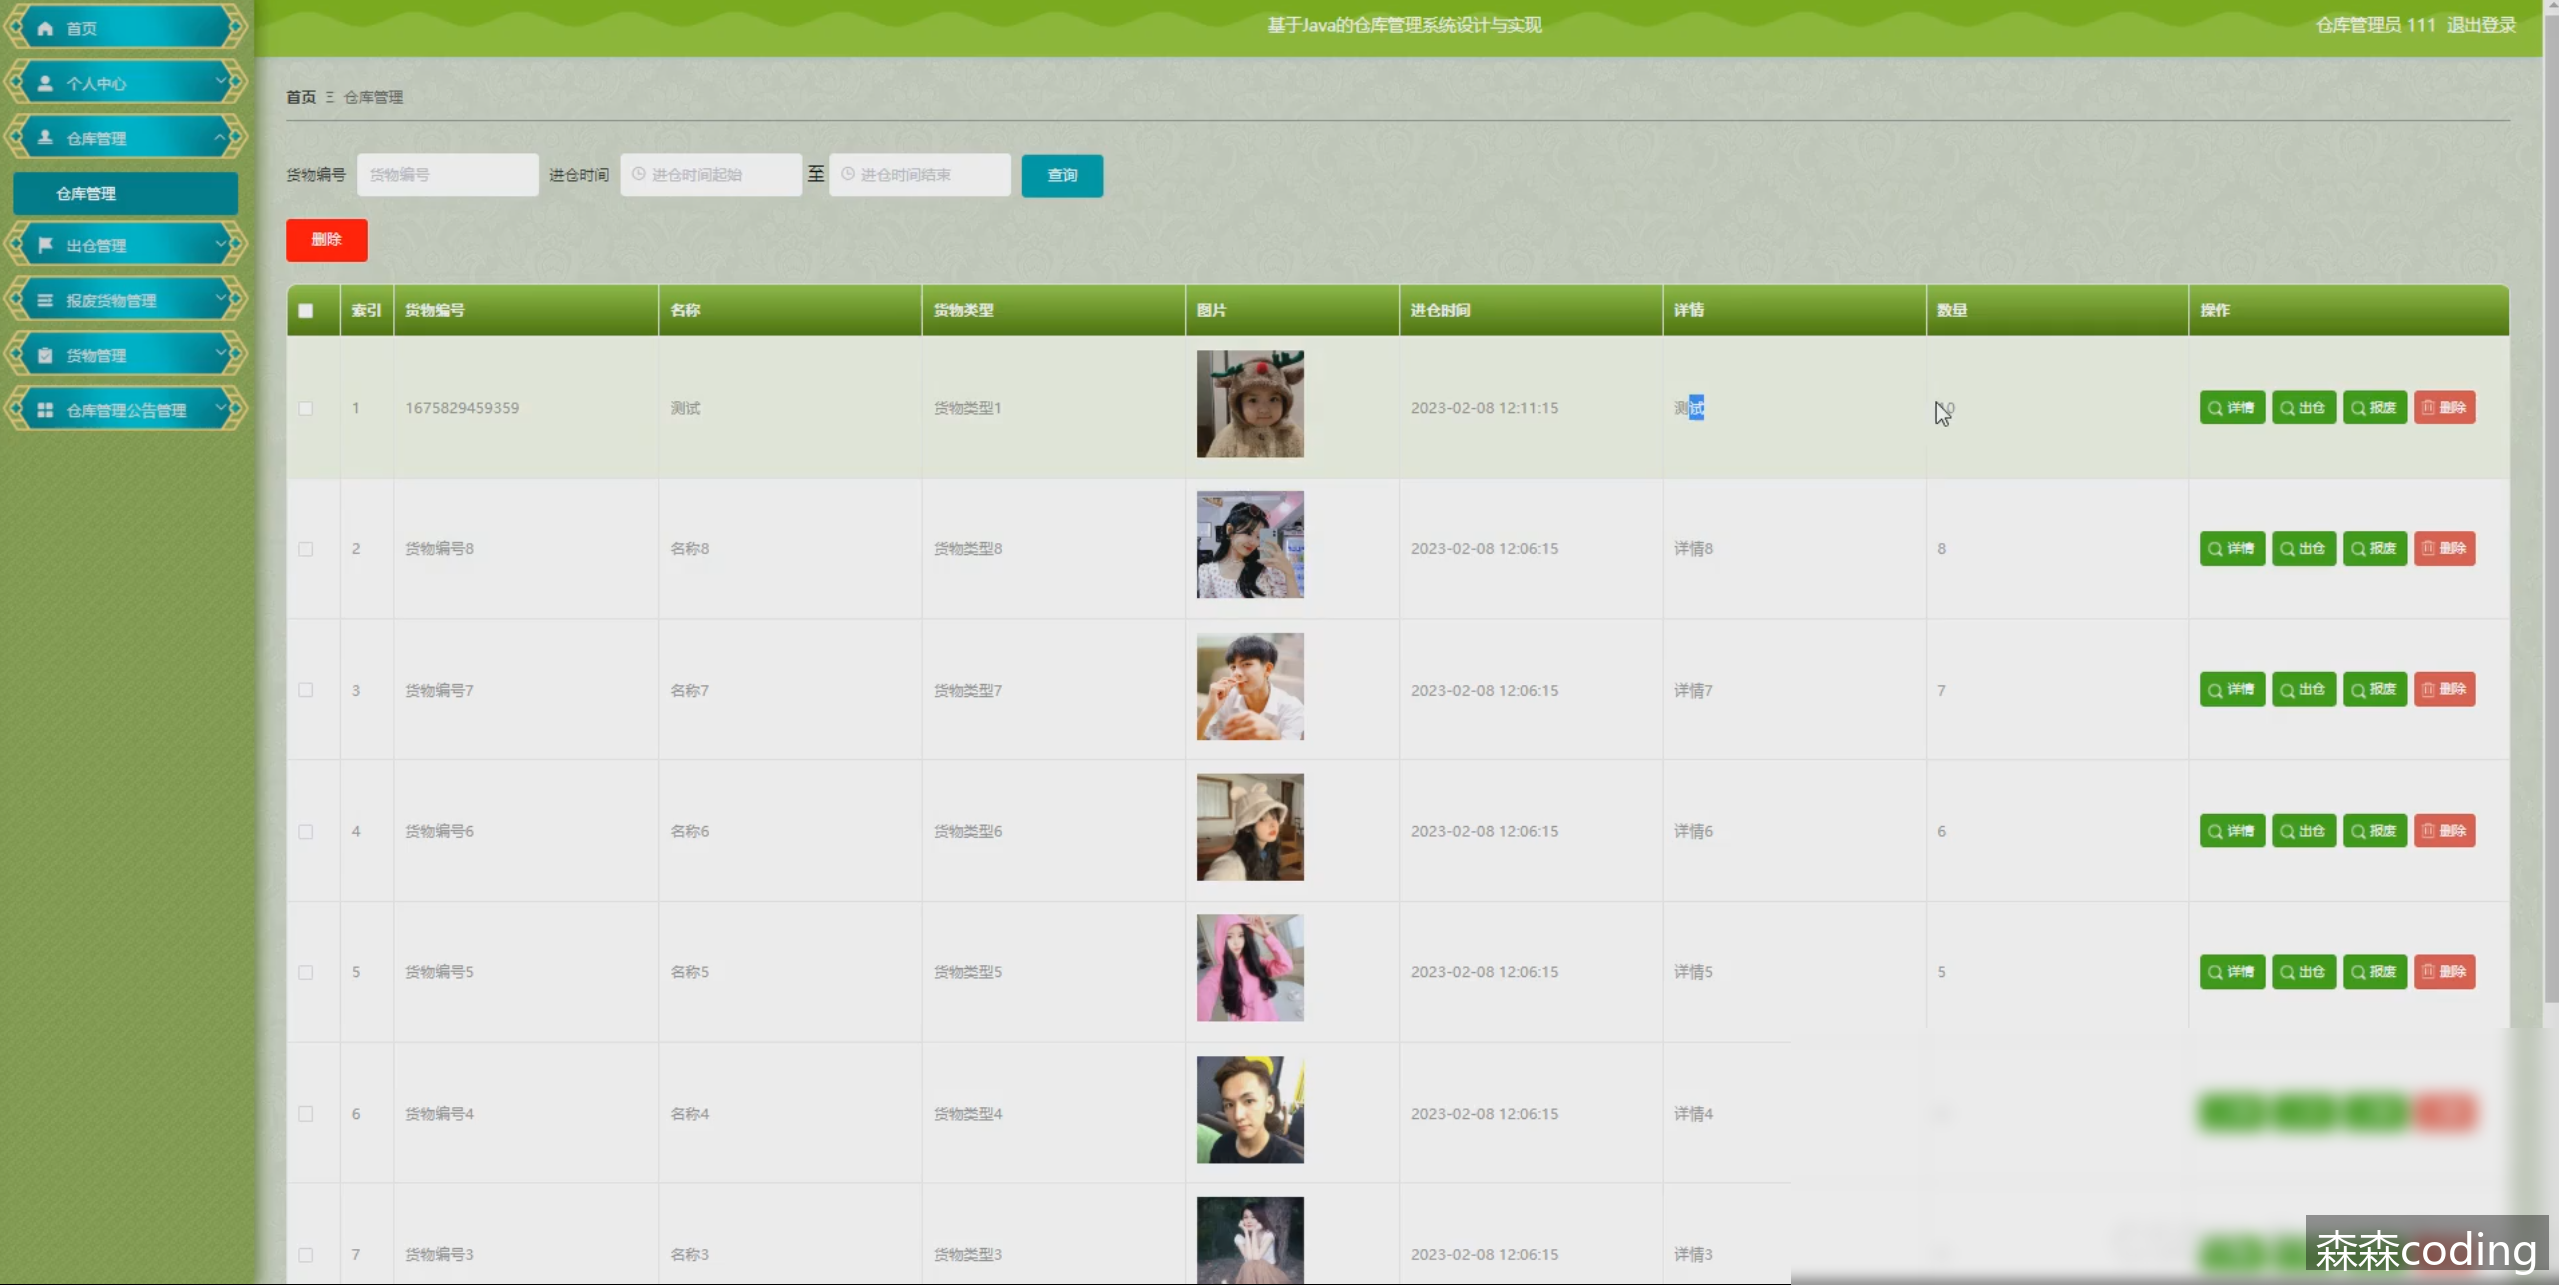 首页
个人中心
仓库管理
仓库管理
出仓管理
报废货物管理
货物管理
仓库管理公告管理
基于Java的仓库管理系统设计与实现
仓库管理员 111 退出登录
首页 Ξ 仓库管理
货物编号 货物编号 进仓时间 进仓时间起始 至 进仓时间结束 查询
删除
索引 货物编号 名称 货物类型 图片 进仓时间 详情 数量 操作
1 1675829459359 测试 货物类型1 2023-02-08 12:11:15 测试 详情 出仓 报废 删除
2 货物编号8 名称8 货物类型8 2023-02-08 12:06:15 详情8 8 详情 出仓 报废 删除
3 货物编号7 名称7 货物类型7 2023-02-08 12:06:15 详情7 7 详情 出仓 报废 删除
4 货物编号6 名称6 货物类型6 2023-02-08 12:06:15 详情6 6 详情 出仓 报废 删除
5 货物编号5 名称5 货物类型5 2023-02-08 12:06:15 详情5 5 详情 出仓 报废 删除
6 货物编号4 名称4 货物类型4 2023-02-08 12:06:15 详情4
7 货物编号3 名称3 货物类型3 2023-02-08 12:06:15 详情3
森森coding